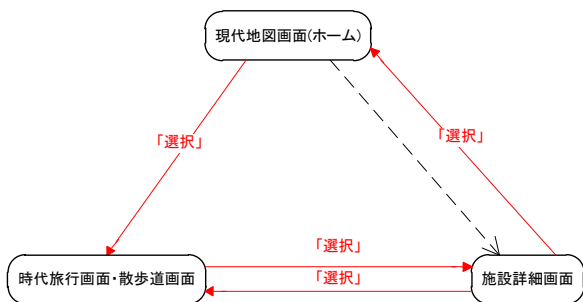 現代地図画面(ホーム)
「選択」
「選択」
「選択」
「選択」
時代旅行画面・散歩道画面
施設詳細画面